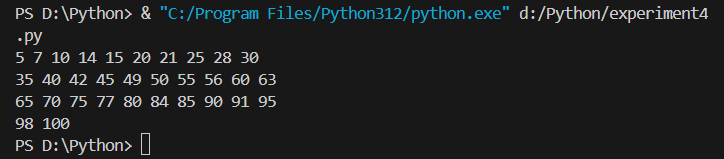 PS D:\Python> & "C:/Program Files/Python312/python.exe" d:/Python/experiment4
.py
5 7 10 14 15 20 21 25 28 30
35 40 42 45 49 50 55 56 60 63
65 70 75 77 80 84 85 90 91 95
98 100
PS D:\Python>